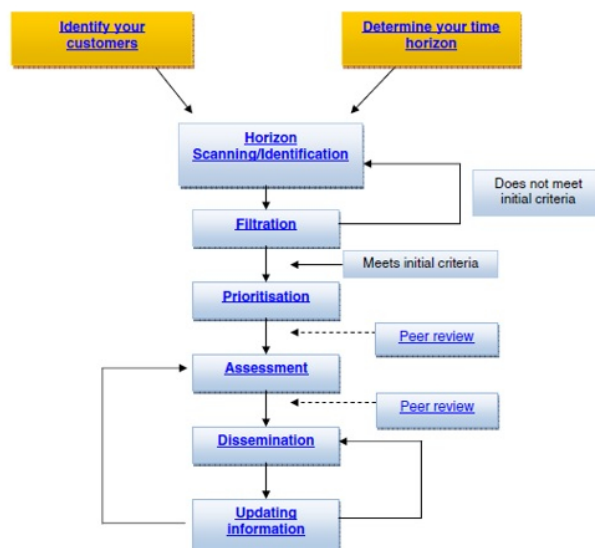 Identify your
customers
Determine your time
horizon
Horizon
Scanning/Identification
Does not meet
initial criteria
Filtration
Meets initial criteria
Prioritisation
Peer review
Assessment
Peer review
Dissemination
Updating
information